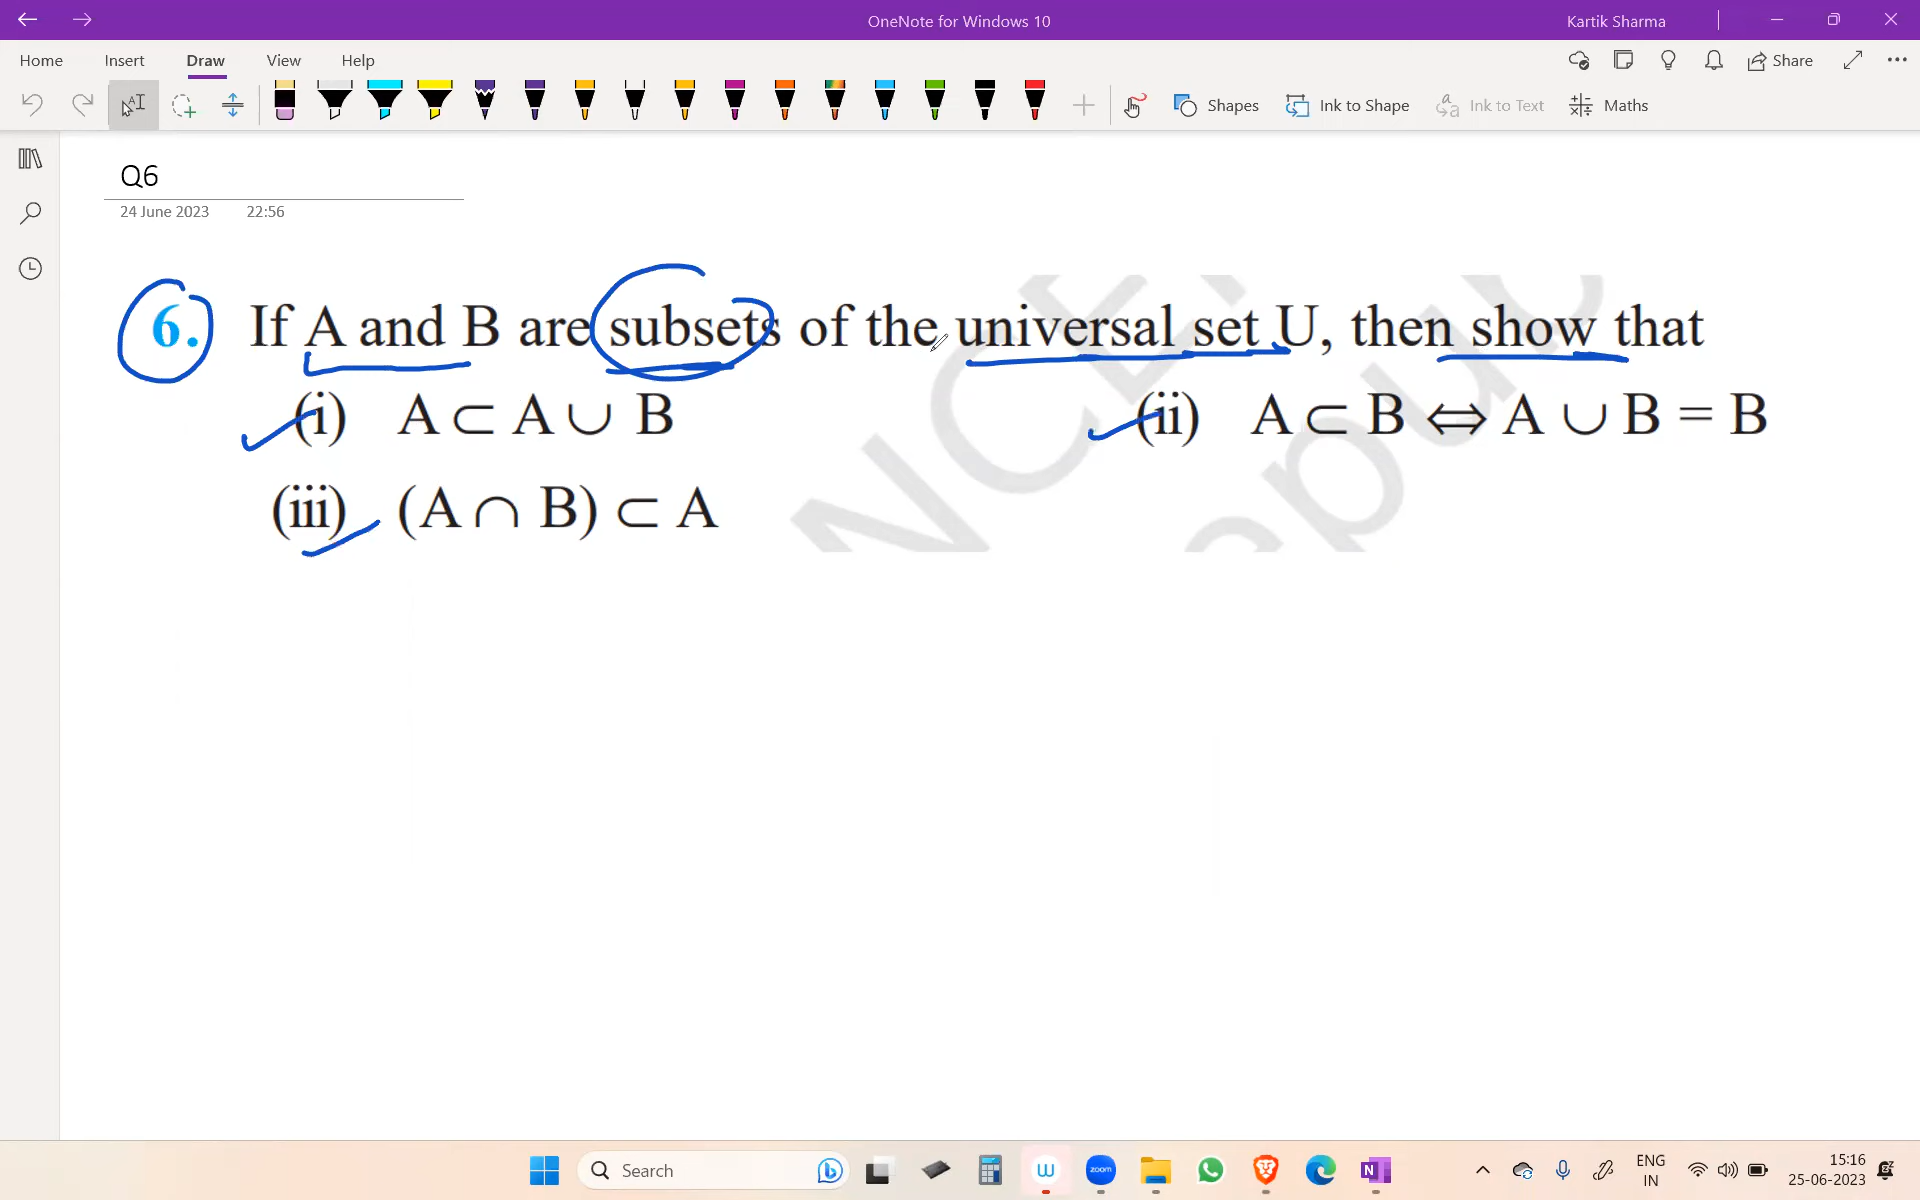 OneNote for Windows 10
Kartik Sharma
Home Insert Draw View Help
Share
Shapes Ink to Shape Ink to Text Maths
Q6
24 June 2023 22:56
6. If A and B are subsets of the universal set U, then show that
(i) A ⊂ A ∪ B (ii) A ⊂ B ⇔ A ∪ B = B
(iii) (A ∩ B) ⊂ A
Search
zoom
ENG
IN
15:16
25-06-2023